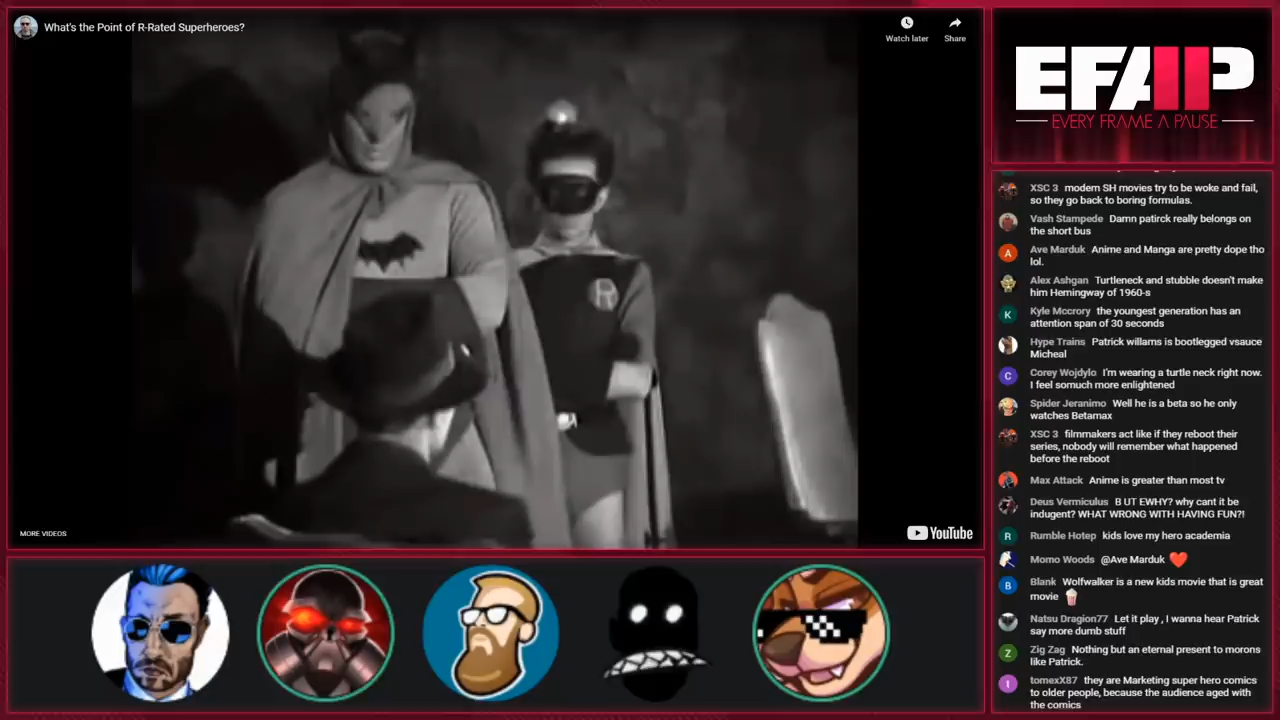 What's the Point of R-Rated Superheroes?
Watch later
Share
R
MORE VIDEOS
YouTube
EFAP
EVERY FRAME A PAUSE
XSC 3 modern SH movies try to be woke and fail,
so they go back to boring formulas.
Vash Stampede Damn patirck really belongs on
the short bus
A
Ave Marduk Anime and Manga are pretty dope tho
lol.
Alex Ashgan Turtleneck and stubble doesn't make
him Hemingway of 1960-s
K
Kyle Mccrory the youngest generation has an
attention span of 30 seconds
Hype Trains Patrick willams is bootlegged vsauce
Micheal
C
Corey Wojdylo I'm wearing a turtle neck right now.
I feel somuch more enlightened
Spider Jeranimo Well he is a beta so he only
watches Betamax
XSC 3 filmmakers act like if they reboot their
series, nobody will remember what happened
before the reboot
Max Attack Anime is greater than most tv
Deus Vermiculus B UT EWHY? why cant it be
indugent? WHAT WRONG WITH HAVING FUN?!
R
Rumble Hotep kids love my hero academia
Momo Woods @Ave Marduk ❤️
B
Blank Wolfwalker is a new kids movie that is great
movie 🍿
Natsu Dragion77 Let it play , I wanna hear Patrick
say more dumb stuff
Z
Zig Zag Nothing but an eternal present to morons
like Patrick.
t
tomexX87 they are Marketing super hero comics
to older people, because the audience aged with
the comics